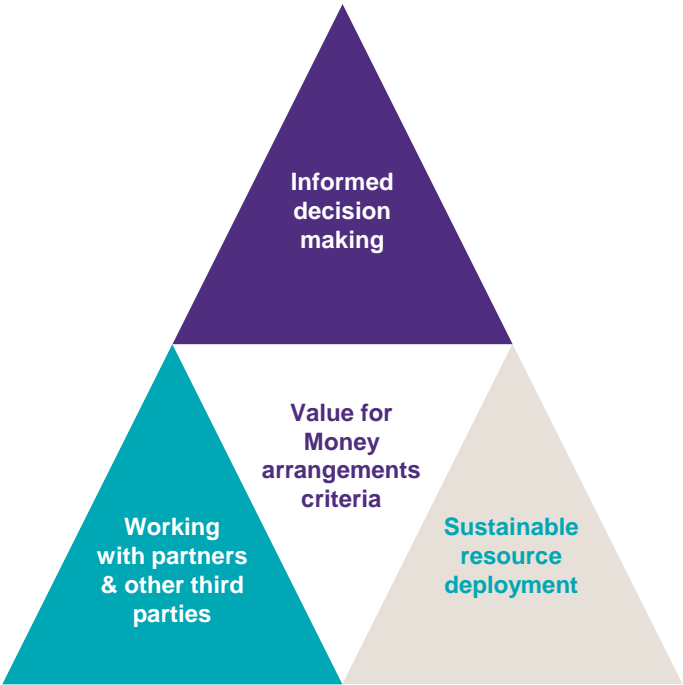 Informed
decision
making
Value for
Money
arrangements
criteria
Working
with partners
& other third
parties
Sustainable
resource
deployment